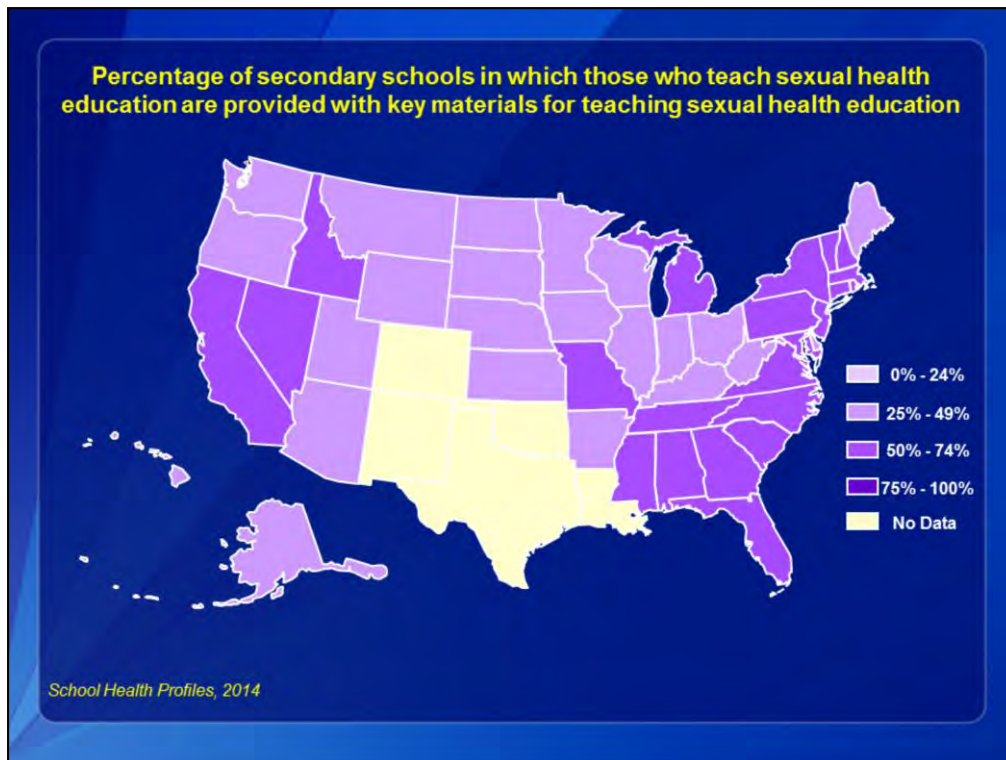 Percentage of secondary schools in which those who teach sexual health
education are provided with key materials for teaching sexual health education
0% - 24%
25% - 49%
50% - 74%
75% - 100%
No Data
School Health Profiles, 2014